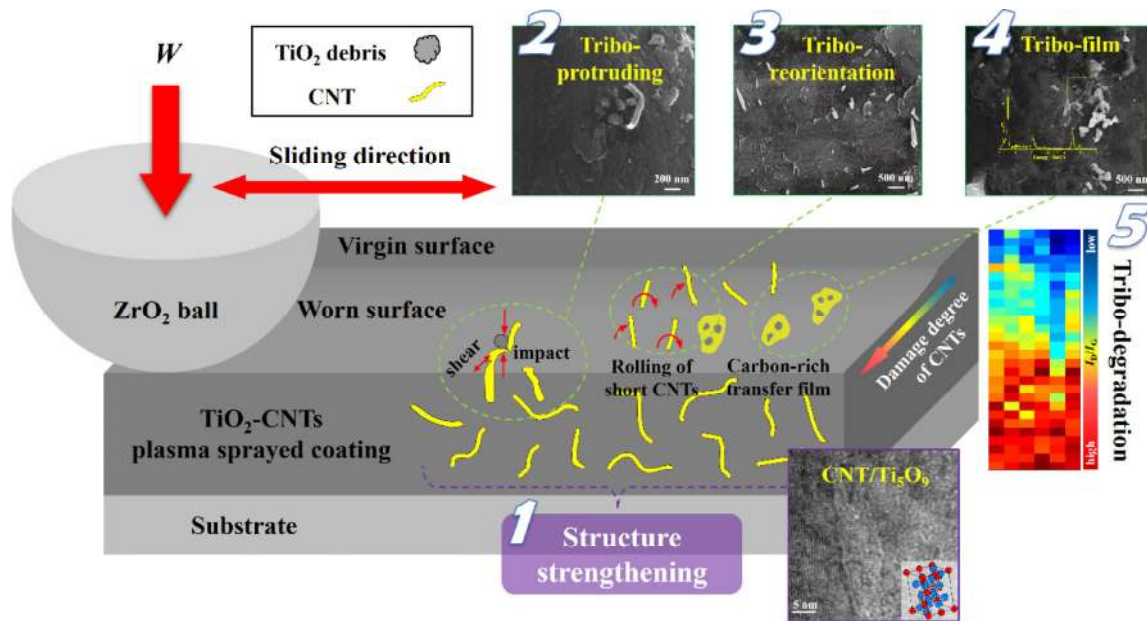 W
TiO2 debris
CNT
Sliding direction
2
Tribo-
protruding
200 nm
3
Tribo-
reorientation
500 nm
4
Tribo-film
500 nm
5
Tribo-degradation
low
ID/IG
high
Virgin surface
Worn surface
ZrO2 ball
shear
impact
Rolling of
short CNTs
Carbon-rich
transfer film
Damage degree
of CNTs
TiO2-CNTs
plasma sprayed coating
Substrate
1
Structure
strengthening
CNT/Ti5O9
5 nm